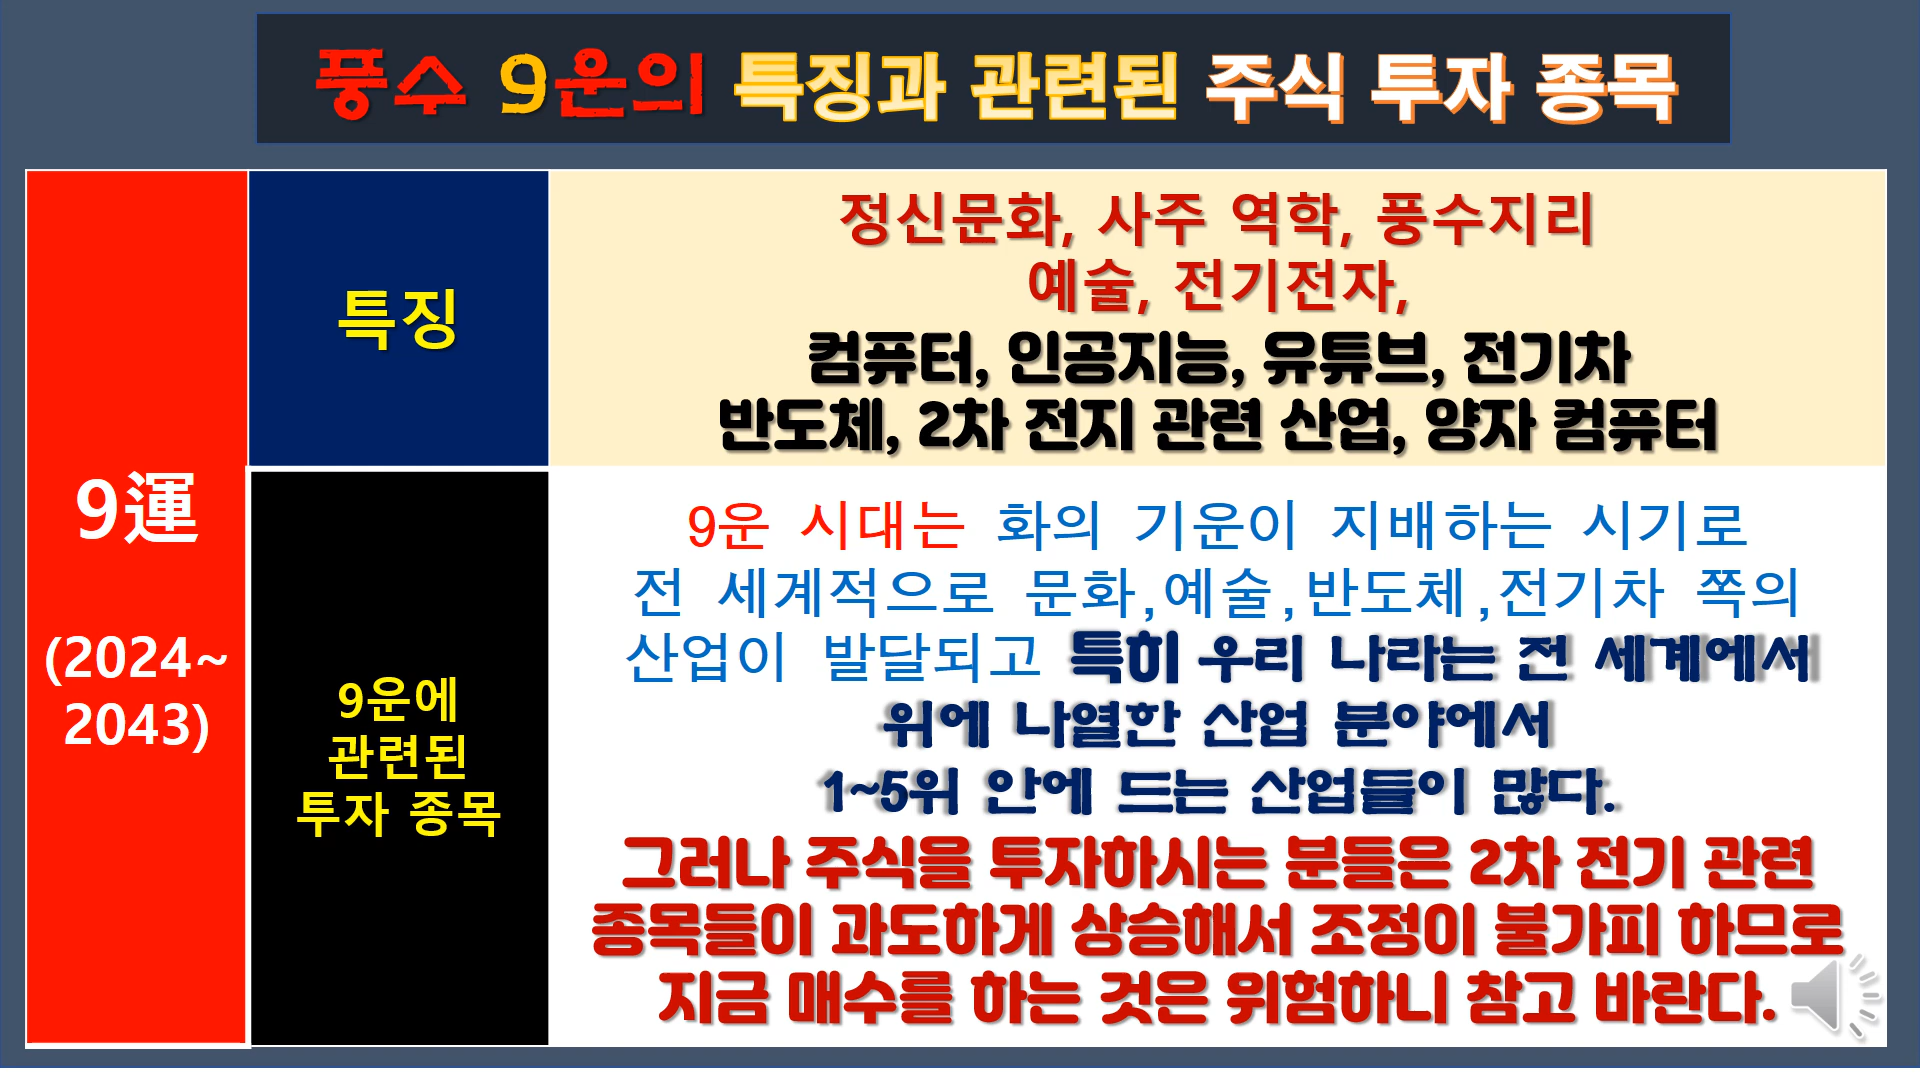 풍수 9운의 특징과 관련된 주식 투자 종목
9運
(2024~
2043)
특징
정신문화, 사주 역학, 풍수지리
예술, 전기전자,
컴퓨터, 인공지능, 유튜브, 전기차
반도체, 2차 전지 관련 산업, 양자 컴퓨터
9운에
관련된
투자 종목
9운 시대는 화의 기운이 지배하는 시기로
전 세계적으로 문화,예술,반도체,전기차 쪽의
산업이 발달되고 특히 우리 나라는 전 세계에서
위에 나열한 산업 분야에서
1~5위 안에 드는 산업들이 많다.
그러나 주식을 투자하시는 분들은 2차 전기 관련
종목들이 과도하게 상승해서 조정이 불가피 하므로
지금 매수를 하는 것은 위험하니 참고 바란다.